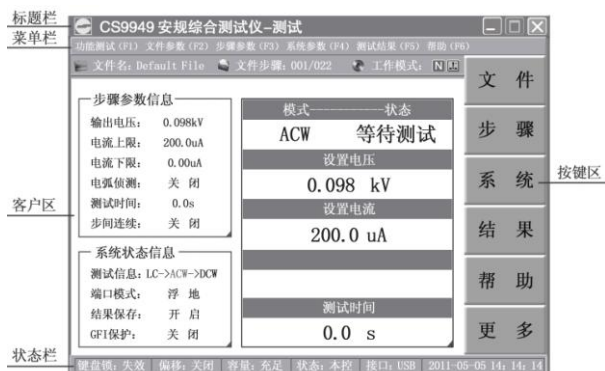 标题栏
CS9949 安规综合测试仪-测试
菜单栏
功能测试(F1) 文件参数(F2) 步骤参数(F3) 系统参数(F4) 测试结果(F5) 帮助(F6)
文件名: Default File 文件步骤: 001/022 工作模式: N
文 件
步骤参数信息
输出电压: 0.098kV
电流上限: 200.0uA
电流下限: 0.00uA
电弧侦测: 关 闭
测试时间: 0.0s
步间连续: 关 闭
模式----------状态
ACW 等待测试
设置电压
0.098 kV
设置电流
200.0 uA
测试时间
0.0 s
步 骤
系 统
按键区
客户区
结 果
系统状态信息
测试信息: LC->ACW->DCW
端口模式: 浮 地
结果保存: 开 启
GFI保护: 关 闭
帮 助
更 多
状态栏
键盘锁: 失效 偏移: 关闭 容量: 充足 状态: 本控 接口: USB 2011-05-05 14: 14: 14